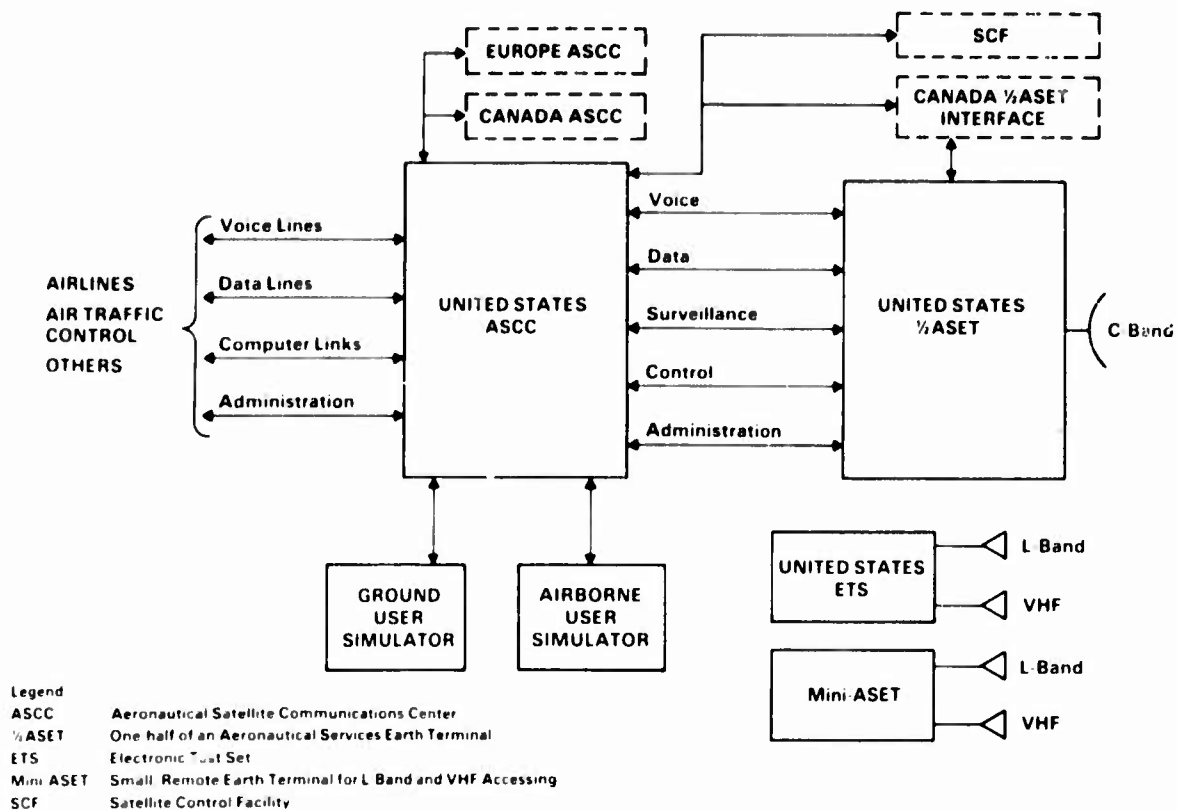 EUROPE ASCC
CANADA ASCC
SCF
CANADA ½ASET
INTERFACE
AIRLINES
AIR TRAFFIC
CONTROL
OTHERS
Voice Lines
Data Lines
Computer Links
Administration
UNITED STATES
ASCC
Voice
Data
Surveillance
Control
Administration
UNITED STATES
½ASET
C-Band
GROUND
USER
SIMULATOR
AIRBORNE
USER
SIMULATOR
UNITED STATES
ETS
L-Band
VHF
Mini-ASET
L-Band
VHF
Legend
ASCC Aeronautical Satellite Communications Center
½ASET One half of an Aeronautical Services Earth Terminal
ETS Electronic Test Set
Mini ASET Small Remote Earth Terminal for L Band and VHF Accessing
SCF Satellite Control Facility